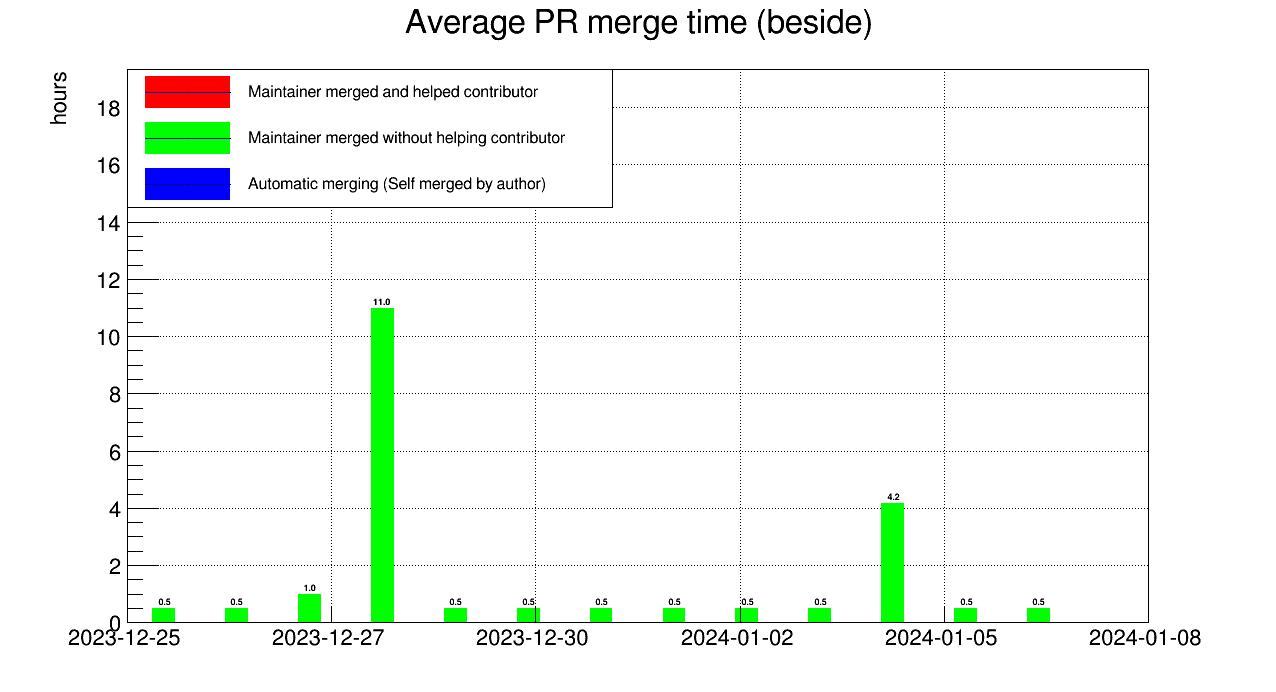 Average PR merge time (beside)
hours
Maintainer merged and helped contributor
Maintainer merged without helping contributor
Automatic merging (Self merged by author)
18
16
14
12
10
8
6
4
2
0
11.0
4.2
1.0
0.5 0.5 0.5 0.5 0.5 0.5 0.5 0.5 0.5 0.5
2023-12-25 2023-12-27 2023-12-30 2024-01-02 2024-01-05 2024-01-08